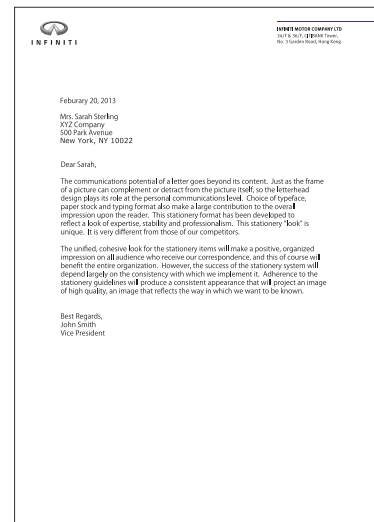 INFINITI
INFINITI MOTOR COMPANY LTD
34/F & 36/F, CITIBANK Tower,
No. 3 Garden Road, Hong Kong
Feburary 20, 2013
Mrs. Sarah Sterling
XYZ Company
500 Park Avenue
New York, NY 10022
Dear Sarah,
The communications potential of a letter goes beyond its content. Just as the frame
of a picture can complement or detract from the picture itself, so the letterhead
design plays its role at the personal communications level. Choice of typeface,
paper stock and typing format also make a large contribution to the overall
impression upon the reader. This stationery format has been developed to
reflect a look of expertise, stability and professionalism. This stationery "look" is
unique. It is very different from those of our competitors.
The unified, cohesive look for the stationery items will make a positive, organized
impression on all audience who receive our correspondence, and this of course will
benefit the entire organization. However, the success of the stationery system will
depend largely on the consistency with which we implement it. Adherence to the
stationery guidelines will produce a consistent appearance that will project an image
of high quality, an image that reflects the way in which we want to be known.
Best Regards,
John Smith
Vice President